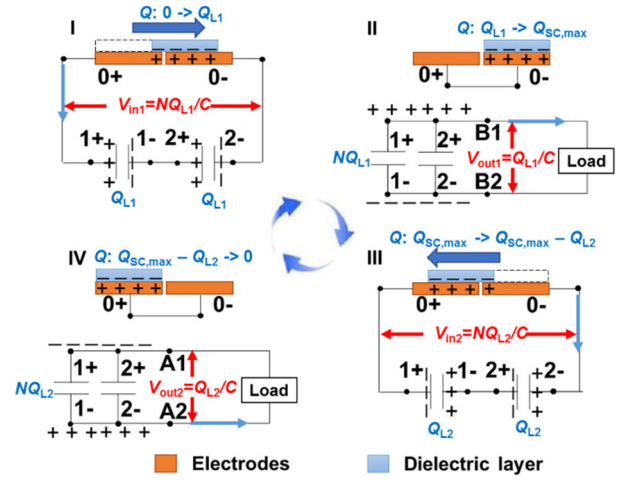 I
Q: 0 -> QL1
+ + + + +
0+ 0-
Vin1=NQL1/C
1+ 1- 2+ 2-
QL1 QL1
II
Q: QL1 -> QSC,max
+ + + +
0+ 0-
+ + + + + +
1+ 2+ B1
NQL1 Vout1=QL1/C Load
1- 2- B2
IV
Q: QSC,max – QL2 -> 0
+ + + +
0+ 0-
1+ 2+ A1
NQL2 Vout2=QL2/C Load
1- 2- A2
+ + + + + +
III
Q: QSC,max -> QSC,max – QL2
+ + + +
0+ 0-
Vin2=NQL2/C
1+ 1- 2+ 2-
QL2 QL2
Electrodes Dielectric layer